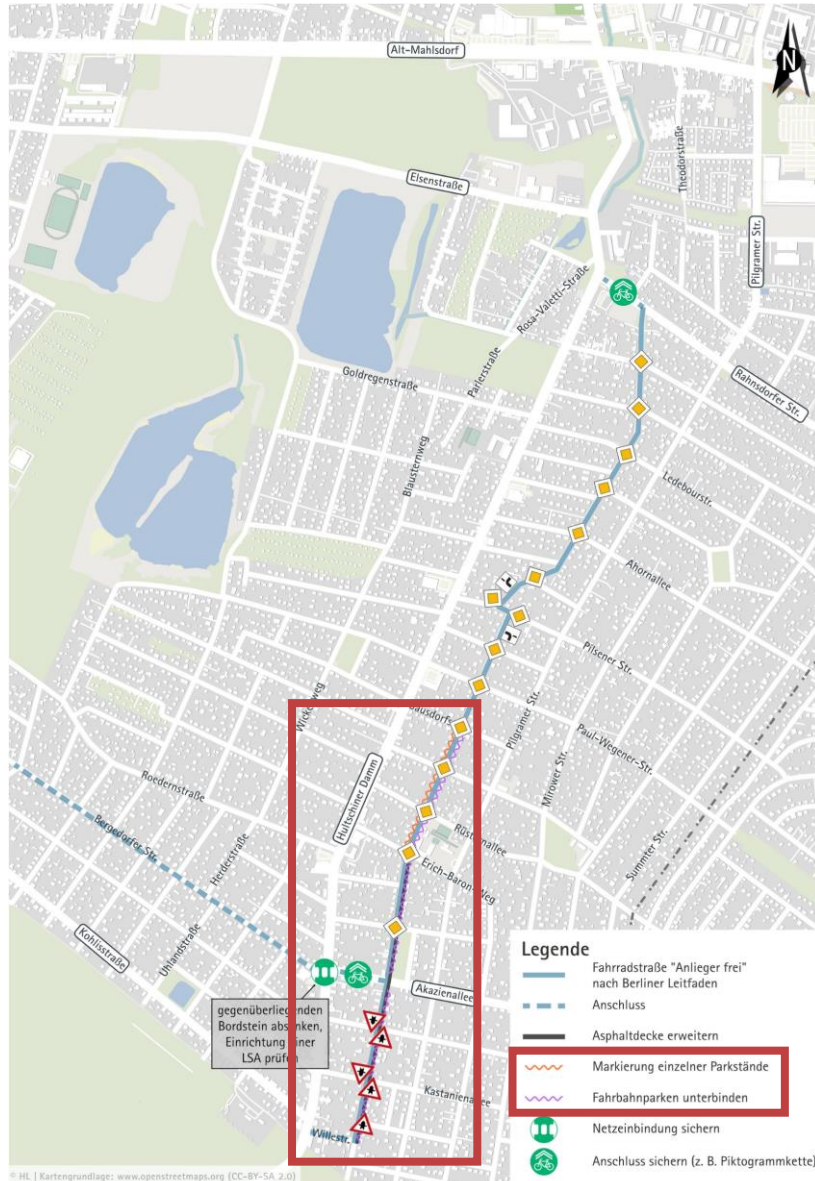 Alt-Mahlsdorf
N
Theodorstraße
Elsenstraße
Pilgramer Str.
Rosa-Valetti-Straße
Parlerstraße
Goldregenstraße
Rahnsdorfer Str.
Blausternweg
Ledebourstr.
Ahornallee
Pilsener Str.
Wickenweg
ausdorfs
Pilgramer Str.
Paul-Wegener-Str.
Mirower Str.
Roedernstraße
Hultschiner Damm
Bergedorfer Str.
Herderstraße
Rüsternallee
Summter Str.
Erich-Baron-Weg
Kohlisstraße
Uhlandstraße
Akazienallee
gegenüberliegenden
Bordstein absenken,
Einrichtung einer
LSA prüfen
Kastanienallee
Willestr.
Legende
Fahrradstraße "Anlieger frei"
nach Berliner Leitfaden
Anschluss
Asphaltdecke erweitern
Markierung einzelner Parkstände
Fahrbahnparken unterbinden
Netzeinbindung sichern
Anschluss sichern (z. B. Piktogrammkette)
© HL | Kartengrundlage: www.openstreetmaps.org (CC-BY-SA 2.0)